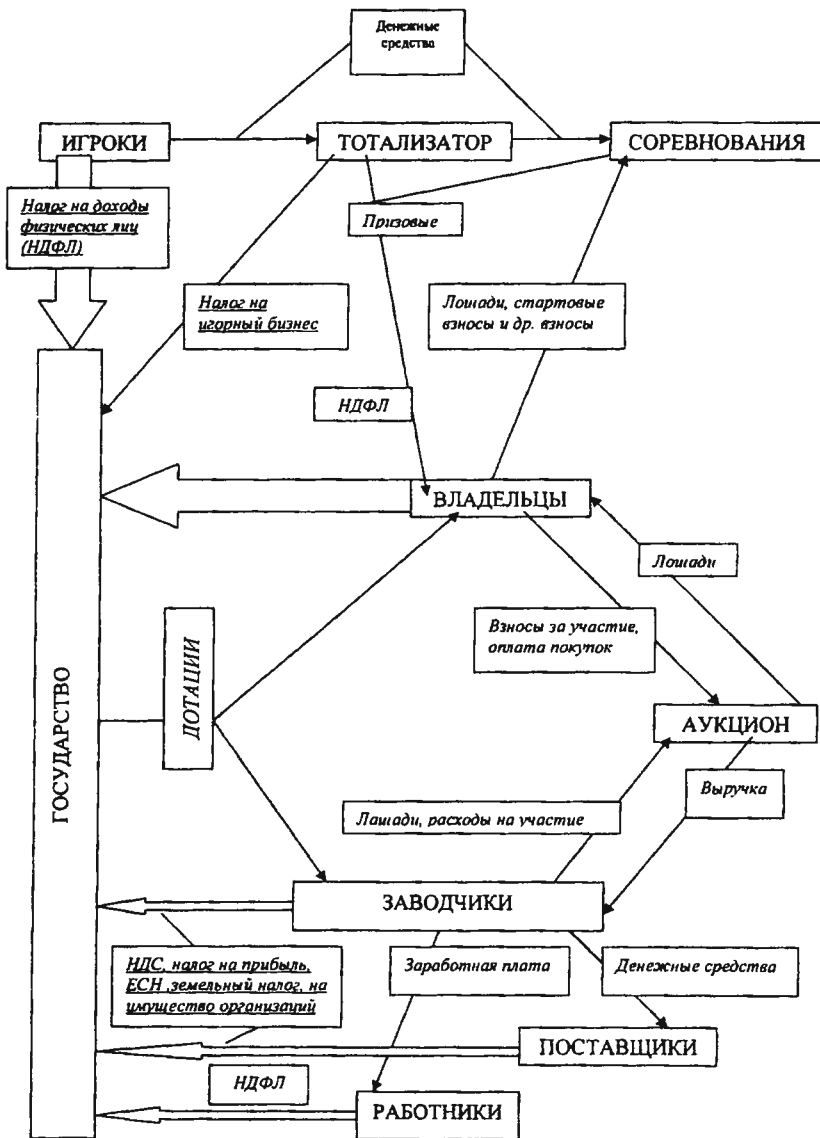 Денежные
средства
ИГРОКИ
ТОТАЛИЗАТОР
СОРЕВНОВАНИЯ
Налог на доходы
физических лиц
(НДФЛ)
Призовые
Налог на
игорный бизнес
Лошади, стартовые
взносы и др. взносы
НДФЛ
ВЛАДЕЛЬЦЫ
Лошади
Взносы за участие,
оплата покупок
ДОТАЦИИ
ГОСУДАРСТВО
АУКЦИОН
Выручка
Лашади, расходы на участие
ЗАВОДЧИКИ
НДС, налог на прибыль,
ЕСН ,земельный налог, на
имущество организаций
Заработная плата
Денежные средства
ПОСТАВЩИКИ
НДФЛ
РАБОТНИКИ